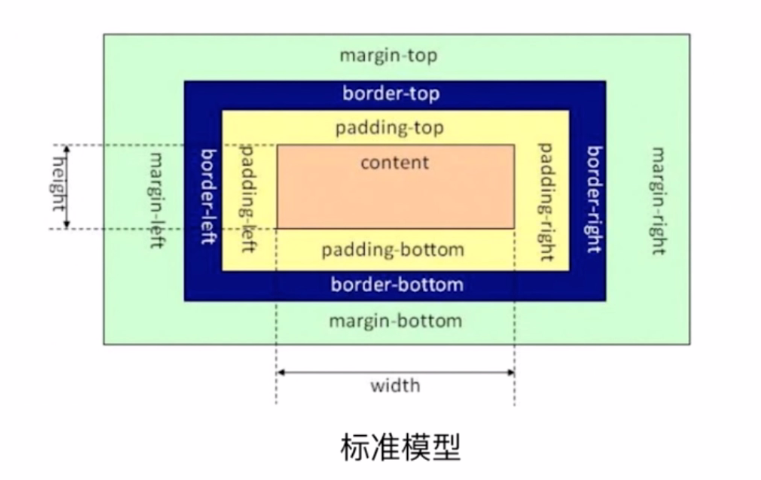 margin-top
border-top
padding-top
content
height
margin-left
border-left
padding-left
padding-right
border-right
margin-right
padding-bottom
border-bottom
margin-bottom
width
标准模型